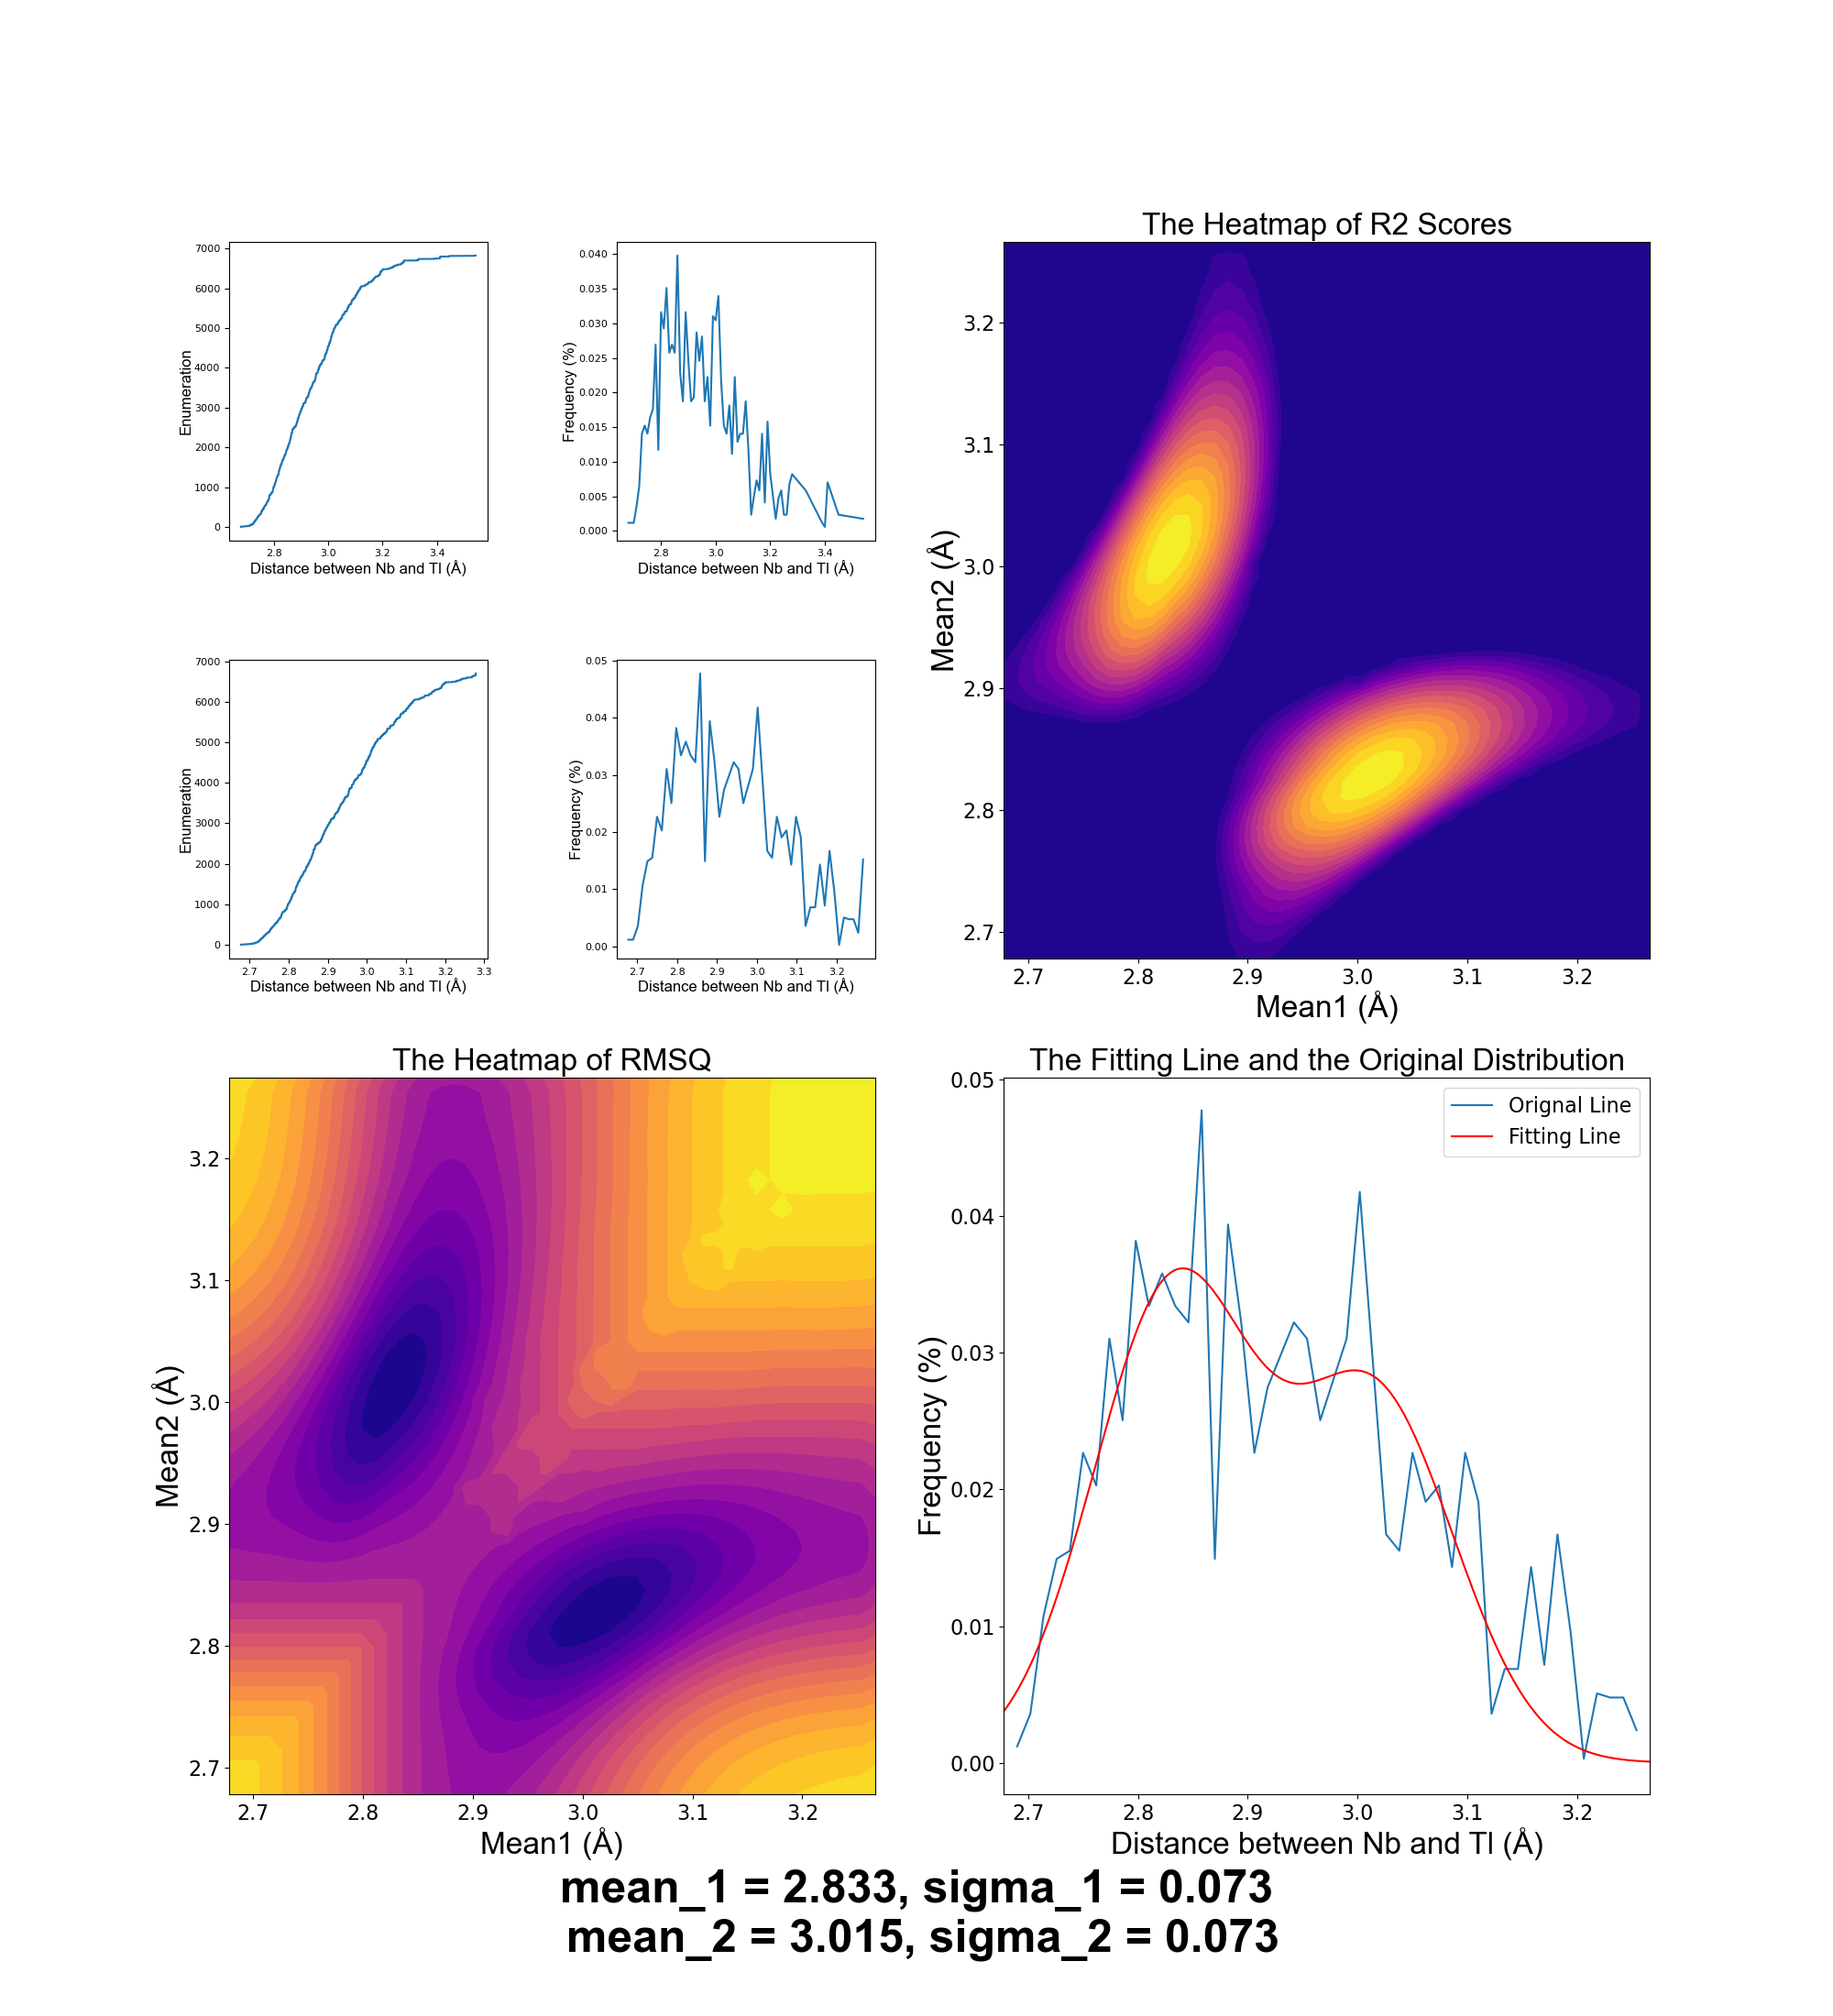 7000
6000
5000
4000
3000
2000
1000
0
Enumeration
2.8 3.0 3.2 3.4
Distance between Nb and Tl (Å)
0.040
0.035
0.030
0.025
0.020
0.015
0.010
0.005
0.000
Frequency (%)
2.8 3.0 3.2 3.4
Distance between Nb and Tl (Å)
7000
6000
5000
4000
3000
2000
1000
0
Enumeration
2.7 2.8 2.9 3.0 3.1 3.2 3.3
Distance between Nb and Tl (Å)
0.05
0.04
0.03
0.02
0.01
0.00
Frequency (%)
2.7 2.8 2.9 3.0 3.1 3.2
Distance between Nb and Tl (Å)
The Heatmap of R2 Scores
3.2
3.1
3.0
2.9
2.8
2.7
Mean2 (Å)
2.7 2.8 2.9 3.0 3.1 3.2
Mean1 (Å)
The Heatmap of RMSQ
3.2
3.1
3.0
2.9
2.8
2.7
Mean2 (Å)
2.7 2.8 2.9 3.0 3.1 3.2
Mean1 (Å)
The Fitting Line and the Original Distribution
0.05
0.04
0.03
0.02
0.01
0.00
Frequency (%)
Orignal Line
Fitting Line
2.7 2.8 2.9 3.0 3.1 3.2
Distance between Nb and Tl (Å)
mean_1 = 2.833, sigma_1 = 0.073
mean_2 = 3.015, sigma_2 = 0.073